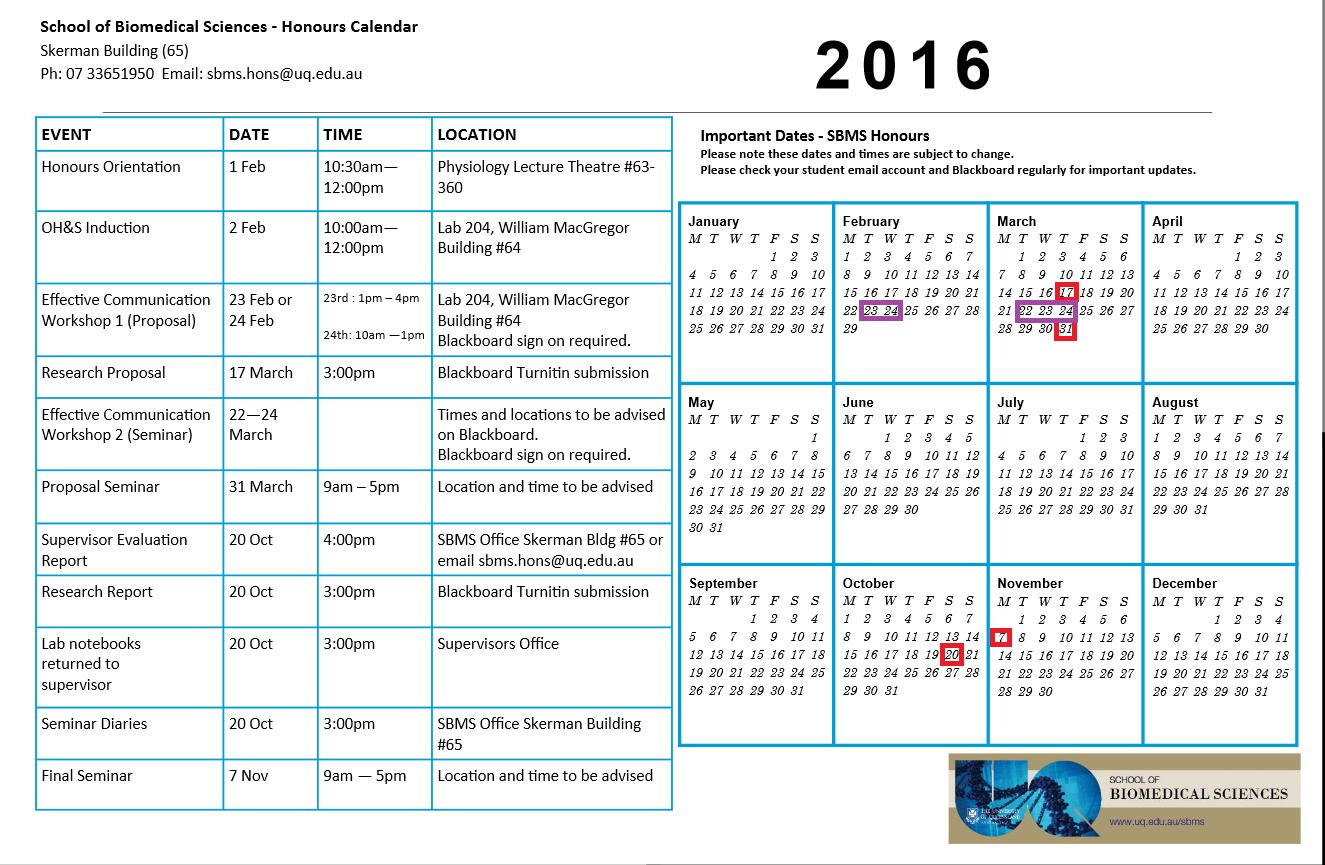 School of Biomedical Sciences - Honours Calendar
Skerman Building (65)
Ph: 07 33651950 Email: sbms.hons@uq.edu.au
2016
EVENT DATE TIME LOCATION
Honours Orientation 1 Feb 10:30am— Physiology Lecture Theatre #63-
12:00pm 360
OH&S Induction 2 Feb 10:00am— Lab 204, William MacGregor
12:00pm Building #64
Effective Communication 23 Feb or 23rd : 1pm – 4pm Lab 204, William MacGregor
Workshop 1 (Proposal) 24 Feb Building #64
24th: 10am —1pm Blackboard sign on required.
Research Proposal 17 March 3:00pm Blackboard Turnitin submission
Effective Communication 22—24 Times and locations to be advised
Workshop 2 (Seminar) March on Blackboard.
Blackboard sign on required.
Proposal Seminar 31 March 9am – 5pm Location and time to be advised
Supervisor Evaluation 20 Oct 4:00pm SBMS Office Skerman Bldg #65 or
Report email sbms.hons@uq.edu.au
Research Report 20 Oct 3:00pm Blackboard Turnitin submission
Lab notebooks 20 Oct 3:00pm Supervisors Office
returned to
supervisor
Seminar Diaries 20 Oct 3:00pm SBMS Office Skerman Building
#65
Final Seminar 7 Nov 9am — 5pm Location and time to be advised
Important Dates - SBMS Honours
Please note these dates and times are subject to change.
Please check your student email account and Blackboard regularly for important updates.
January
M T W T F S S
1 2 3
4 5 6 7 8 9 10
11 12 13 14 15 16 17
18 19 20 21 22 23 24
25 26 27 28 29 30 31
February
M T W T F S S
1 2 3 4 5 6 7
8 9 10 11 12 13 14
15 16 17 18 19 20 21
22 23 24 25 26 27 28
29
March
M T W T F S S
1 2 3 4 5 6
7 8 9 10 11 12 13
14 15 16 17 18 19 20
21 22 23 24 25 26 27
28 29 30 31
April
M T W T F S S
1 2 3
4 5 6 7 8 9 10
11 12 13 14 15 16 17
18 19 20 21 22 23 24
25 26 27 28 29 30
May
M T W T F S S
1
2 3 4 5 6 7 8
9 10 11 12 13 14 15
16 17 18 19 20 21 22
23 24 25 26 27 28 29
30 31
June
M T W T F S S
1 2 3 4 5
6 7 8 9 10 11 12
13 14 15 16 17 18 19
20 21 22 23 24 25 26
27 28 29 30
July
M T W T F S S
1 2 3
4 5 6 7 8 9 10
11 12 13 14 15 16 17
18 19 20 21 22 23 24
25 26 27 28 29 30 31
August
M T W T F S S
1 2 3 4 5 6 7
8 9 10 11 12 13 14
15 16 17 18 19 20 21
22 23 24 25 26 27 28
29 30 31
September
M T W T F S S
1 2 3 4
5 6 7 8 9 10 11
12 13 14 15 16 17 18
19 20 21 22 23 24 25
26 27 28 29 30 31
October
M T W T F S S
1 2 3 4 5 6 7
8 9 10 11 12 13 14
15 16 17 18 19 20 21
22 23 24 25 26 27 28
29 30 31
November
M T W T F S S
1 2 3 4 5 6
7 8 9 10 11 12 13
14 15 16 17 18 19 20
21 22 23 24 25 26 27
28 29 30
December
M T W T F S S
1 2 3 4
5 6 7 8 9 10 11
12 13 14 15 16 17 18
19 20 21 22 23 24 25
26 27 28 29 30 31
THE UNIVERSITY
OF QUEENSLAND
SCHOOL OF
BIOMEDICAL SCIENCES
www.uq.edu.au/sbms